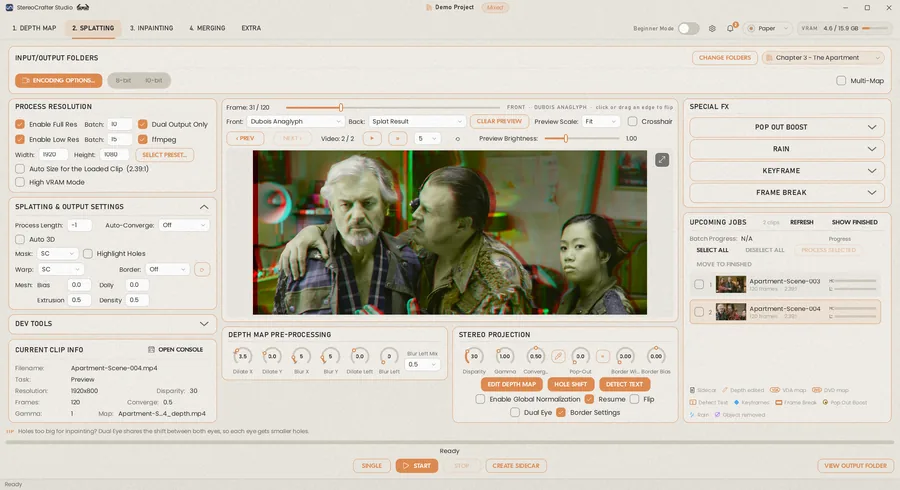 StereoCrafter Studio
Demo Project
1. DEPTH MAP
2. SPLATTING
3. INPAINTING
4. MERGING
EXTRA
Beginner Mode
Paper
VRAM 4.6 / 15.9 GB
INPUT/OUTPUT FOLDERS
CHANGE FOLDERS
Chapter 3 - The Apartment
ENCODING OPTIONS...
8-bit
10-bit
Multi-Map
PROCESS RESOLUTION
Enable Full Res Batch: 10 Dual Output Only
Enable Low Res Batch: 15 ffmpeg
Width: 1920 Height: 1080 SELECT PRESET...
Auto Size for the Loaded Clip (2.39:1)
High VRAM Mode
SPLATTING & OUTPUT SETTINGS
Process Length: -1 Auto-Converge: Off
Auto 3D
Mask: SC Highlight Holes
Warp: SC Border: Off
Mesh: Bias 0.0 Dolly 0.0
Extrusion 0.5 Density 0.5
DEV TOOLS
CURRENT CLIP INFO
OPEN CONSOLE
Filename: Apartment-Scene-004.mp4
Task: Preview
Resolution: 1920x800 Disparity: 30
Frames: 120 Converge: 0.5
Gamma: 1 Map: Apartment-S...4_depth.mp4
Frame: 31 / 120
FRONT · DUBOIS ANAGLYPH · click or drag an edge to flip
Front: Dubois Anaglyph Back: Splat Result CLEAR PREVIEW Preview Scale: Fit Crosshair
‹ PREV NEXT › Video: 2 / 2 5 Preview Brightness: 1.00
DEPTH MAP PRE-PROCESSING
3.5 0.0 5 5 0.0 0
Blur Left Mix
0.5
Dilate X Dilate Y Blur X Blur Y Dilate Left Blur Left
STEREO PROJECTION
30 1.00 0.50 0.0 0.00 0.00
Disparity Gamma Converg... Pop-Out Border Wi... Border Bias
EDIT DEPTH MAP HOLE SHIFT DETECT TEXT
Enable Global Normalization Resume Flip
Dual Eye Border Settings
SPECIAL FX
POP OUT BOOST
RAIN
KEYFRAME
FRAME BREAK
UPCOMING JOBS 2 clips REFRESH SHOW FINISHED
Batch Progress: N/A Progress
SELECT ALL DESELECT ALL PROCESS SELECTED
MOVE TO FINISHED
1 Apartment-Scene-003
120 frames 2.39:1
2 Apartment-Scene-004
120 frames 2.39:1
Sidecar Depth edited VDA map DVD map
Detect Text Keyframes Frame Break Pop Out Boost
Rain Objects removed
TIP Holes too big for inpainting? Dual Eye shares the shift between both eyes, so each eye gets smaller holes.
Ready
SINGLE START STOP CREATE SIDECAR
VIEW OUTPUT FOLDER
Ready